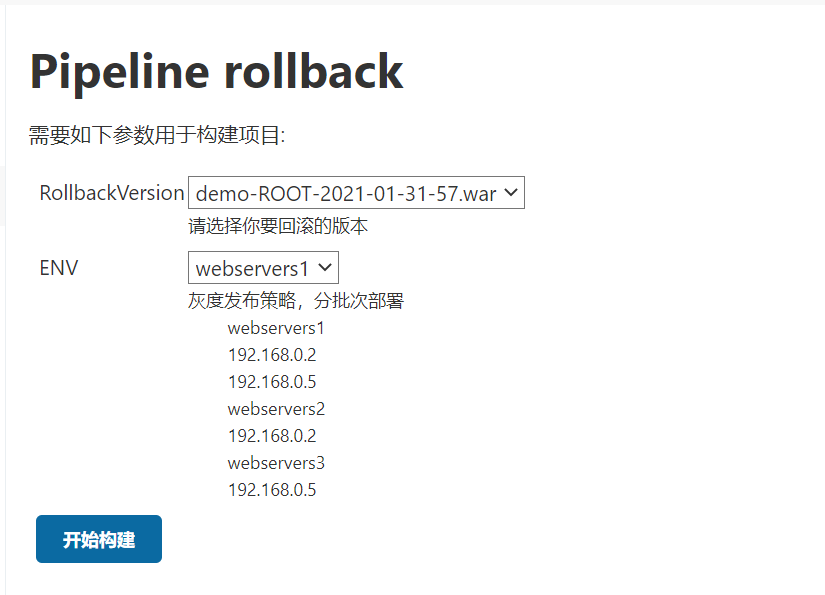 Pipeline rollback
需要如下参数用于构建项目:
RollbackVersion demo-ROOT-2021-01-31-57.war
请选择你要回滚的版本
ENV webservers1
灰度发布策略，分批次部署
webservers1
192.168.0.2
192.168.0.5
webservers2
192.168.0.2
webservers3
192.168.0.5
开始构建